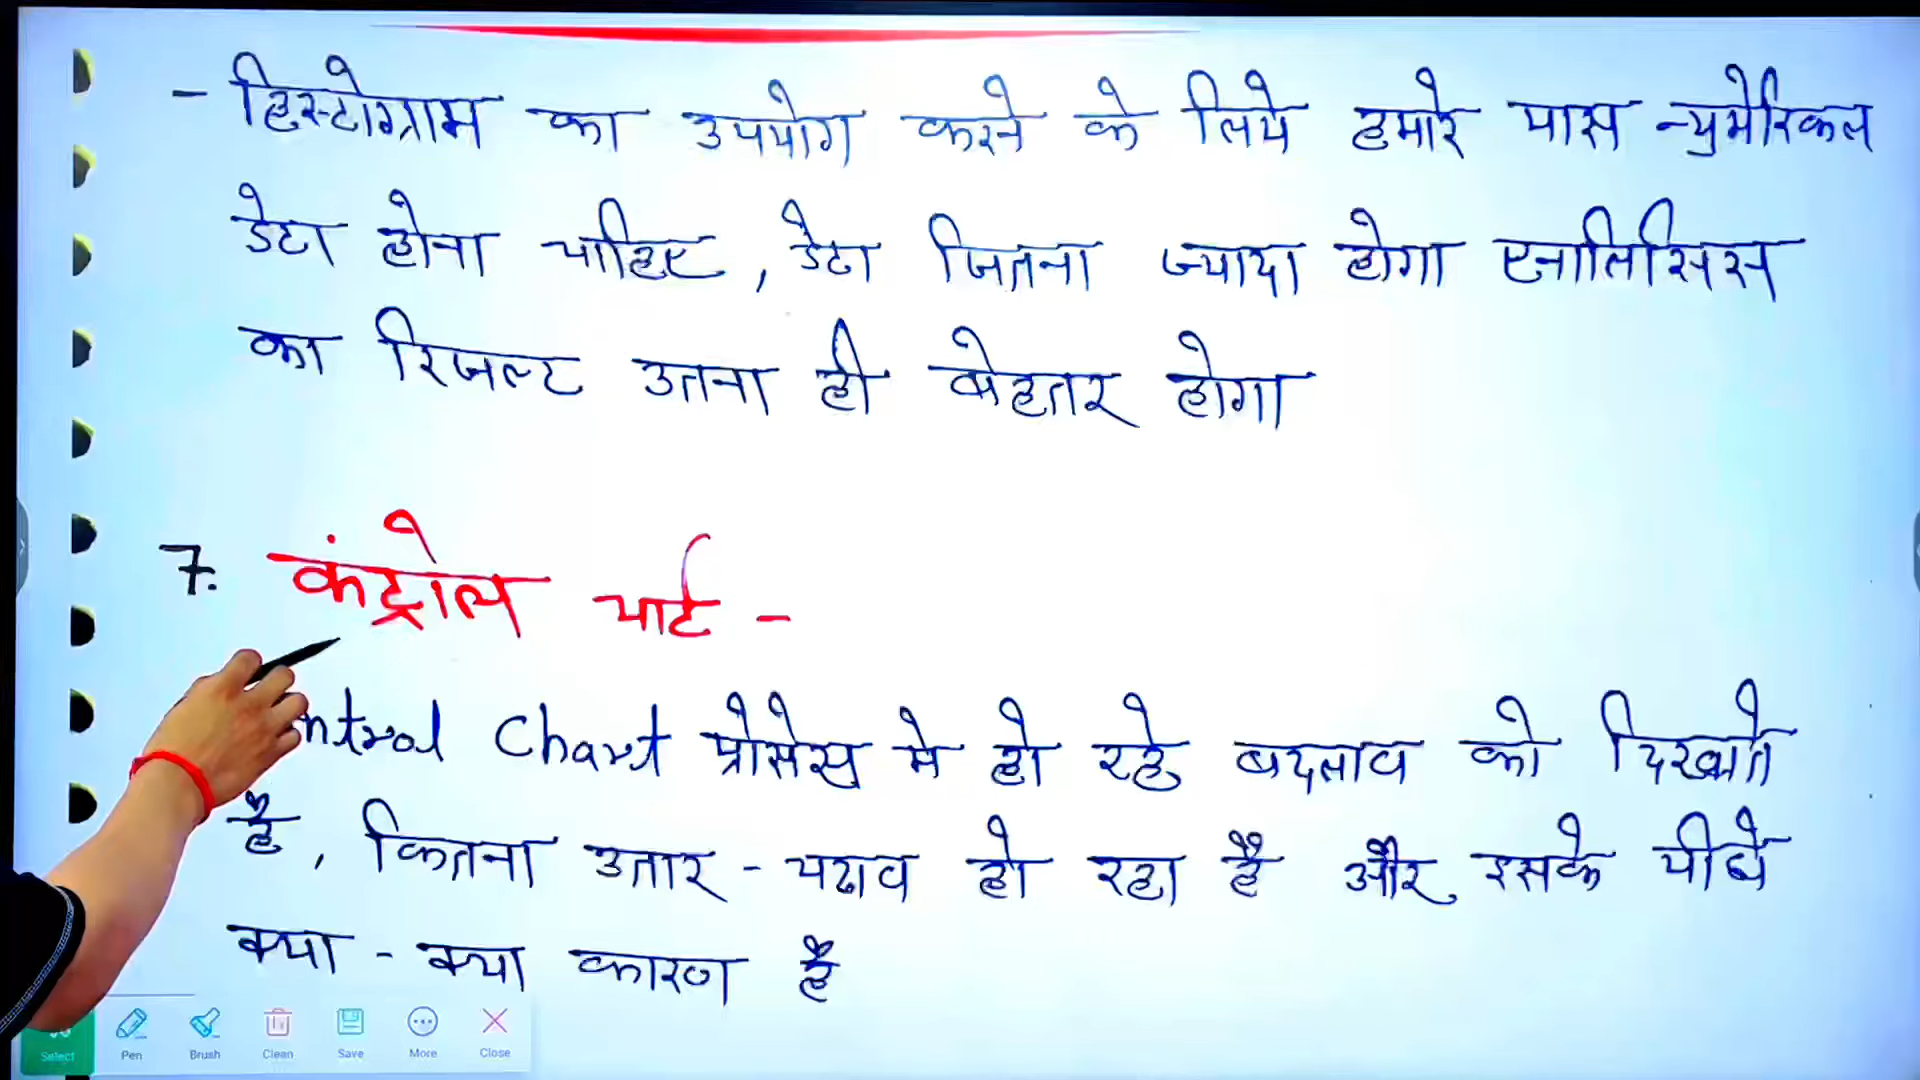 - हिस्टोग्राम का उपयोग करने के लिये हमारे पास न्युमेरिकल
डेटा होना चाहिए, डेटा जितना ज्यादा होगा एनालिसिस
का रिजल्ट उतना ही बेहतर होगा
7. कंट्रोल चार्ट -
ntrol Chart प्रोसेस मे हो रहे बदलाव को दिखाते
है, कितना उतार - चढाव हो रहा है और इसके पीछे
क्या - क्या कारण है
Select Pen Brush Clean Save More Close